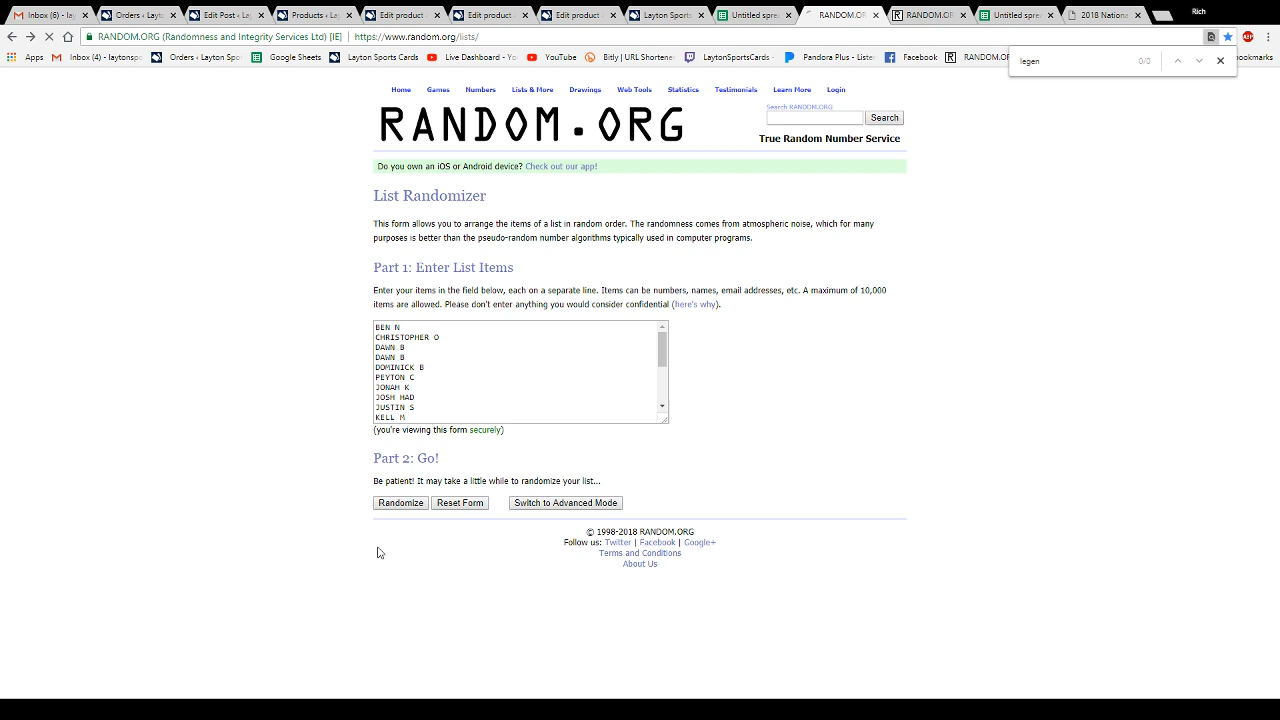 Inbox (6) - lay
Orders ‹ Layto
Edit Post ‹ Lay
Products ‹ Lay
Edit product
Edit product
Edit product
Layton Sports
Untitled spre
RANDOM.O
RANDOM.OR
Untitled spre
2018 Nationa
Rich
RANDOM.ORG (Randomness and Integrity Services Ltd) [IE]
https://www.random.org/lists/
Apps
Inbox (6) - laytonspo
Orders ‹ Layton Spo
Google Sheets
Layton Sports Cards
Live Dashboard - Yo
YouTube
Bitly | URL Shortene
LaytonSportsCards -
Pandora Plus - Listen
Facebook
RANDOM.OR
okmarks
legen
0/0
Home Games Numbers Lists & More Drawings Web Tools Statistics Testimonials Learn More Login
RANDOM.ORG
Search RANDOM.ORG
Search
True Random Number Service
Do you own an iOS or Android device? Check out our app!
List Randomizer
This form allows you to arrange the items of a list in random order. The randomness comes from atmospheric noise, which for many
purposes is better than the pseudo-random number algorithms typically used in computer programs.
Part 1: Enter List Items
Enter your items in the field below, each on a separate line. Items can be numbers, names, email addresses, etc. A maximum of 10,000
items are allowed. Please don't enter anything you would consider confidential (here's why).
BEN N
CHRISTOPHER O
DAWN B
DAWN B
DOMINICK B
PEYTON C
JONAH K
JOSH HAD
JUSTIN S
KELL M
(you're viewing this form securely)
Part 2: Go!
Be patient! It may take a little while to randomize your list...
Randomize Reset Form Switch to Advanced Mode
© 1998-2018 RANDOM.ORG
Follow us: Twitter | Facebook | Google+
Terms and Conditions
About Us